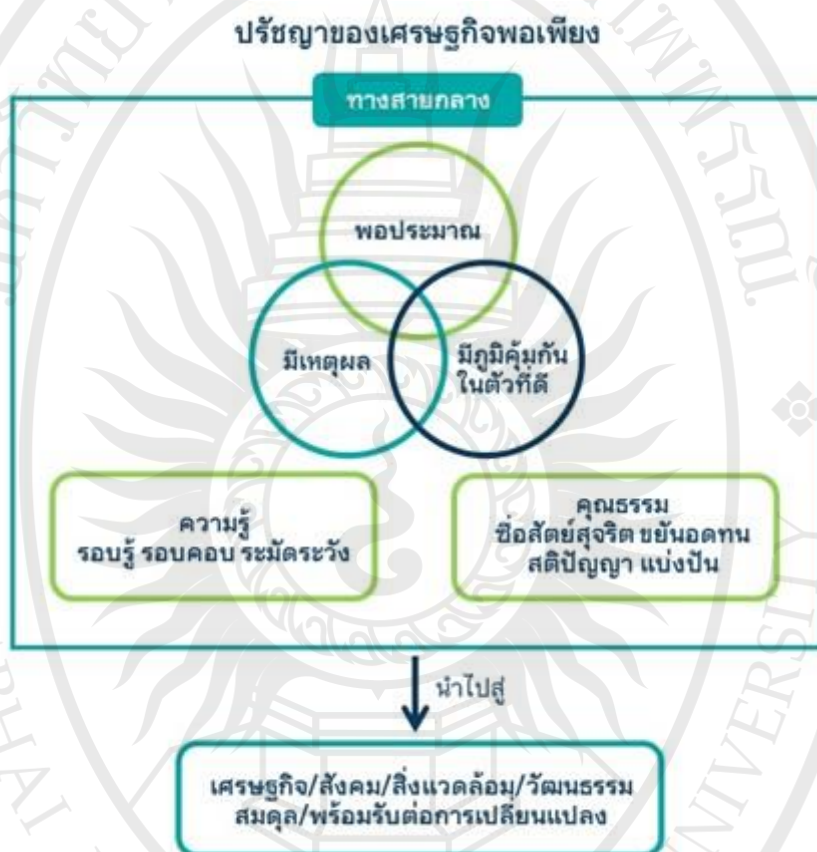 ปรัชญาของเศรษฐกิจพอเพียง
ทางสายกลาง
พอประมาณ
มีเหตุผล
มีภูมิคุ้มกัน
ในตัวที่ดี
ความรู้
รอบรู้ รอบคอบ ระมัดระวัง
คุณธรรม
ซื่อสัตย์สุจริต ขยันอดทน
สติปัญญา แบ่งปัน
นำไปสู่
เศรษฐกิจ/สังคม/สิ่งแวดล้อม/วัฒนธรรม
สมดุล/พร้อมรับต่อการเปลี่ยนแปลง